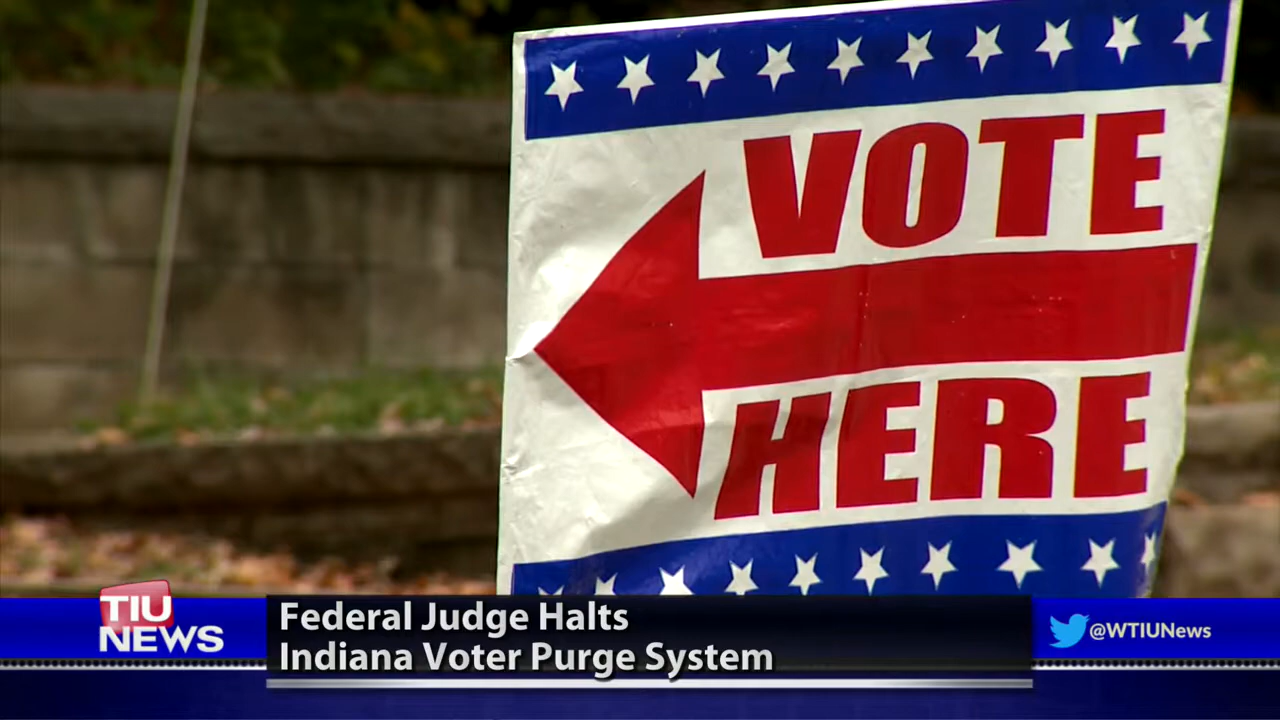 VOTE
HERE
TIU
NEWS
Federal Judge Halts
Indiana Voter Purge System
@WTIUNews